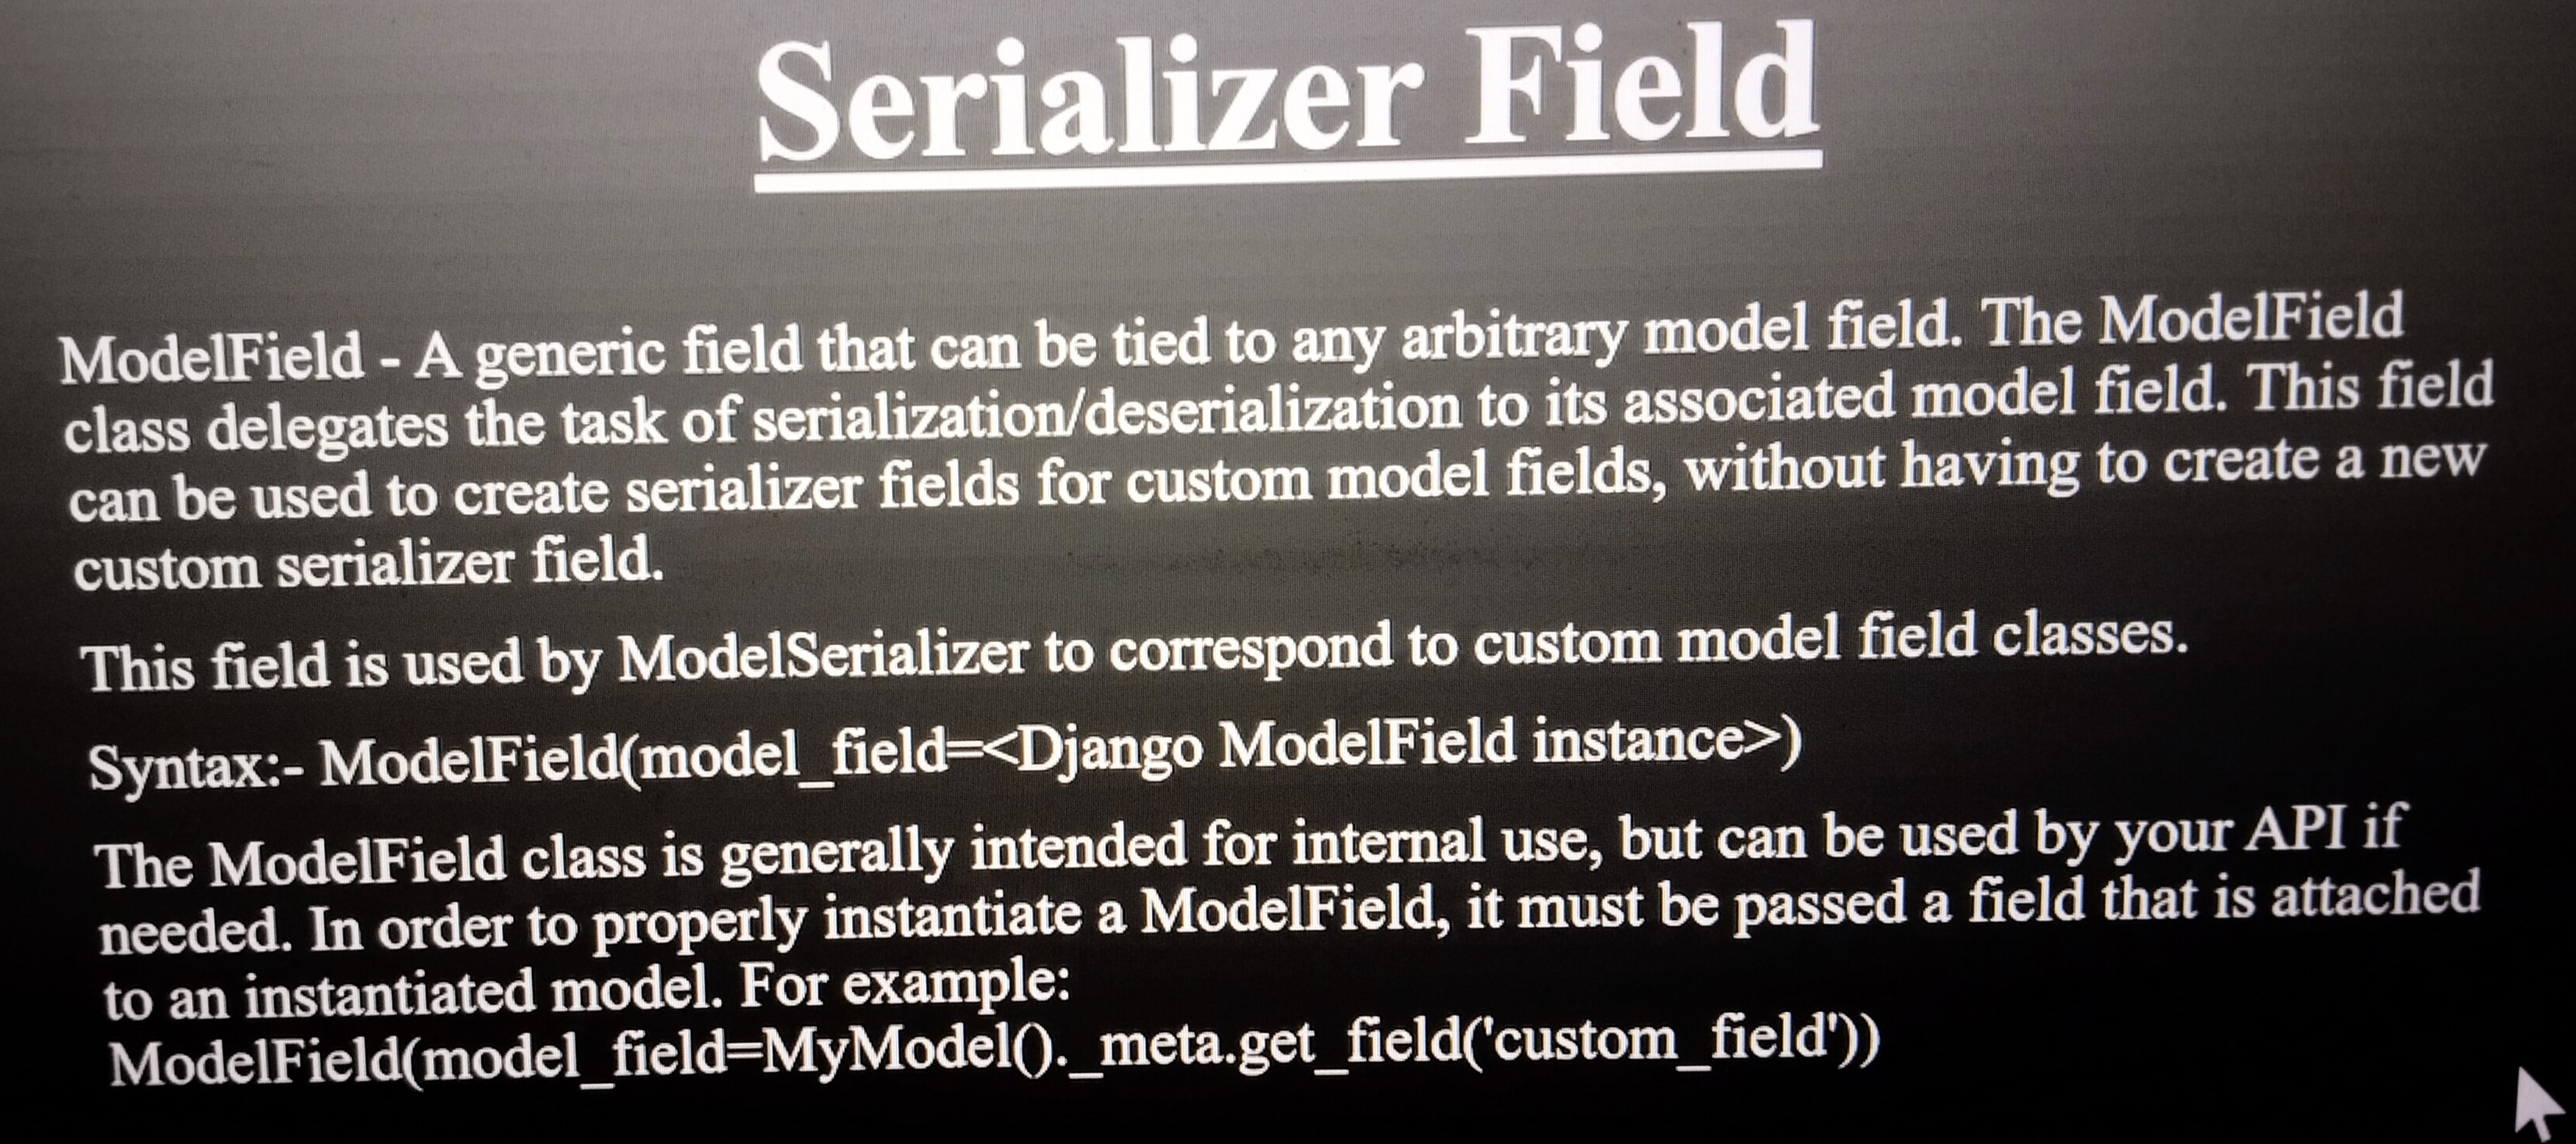 Serializer Field
ModelField - A generic field that can be tied to any arbitrary model field. The ModelField
class delegates the task of serialization/deserialization to its associated model field. This field
can be used to create serializer fields for custom model fields, without having to create a new
custom serializer field.
This field is used by ModelSerializer to correspond to custom model field classes.
Syntax:- ModelField(model_field=<Django ModelField instance>)
The ModelField class is generally intended for internal use, but can be used by your API if
needed. In order to properly instantiate a ModelField, it must be passed a field that is attached
to an instantiated model. For example:
ModelField(model_field=MyModel()._meta.get_field('custom_field'))